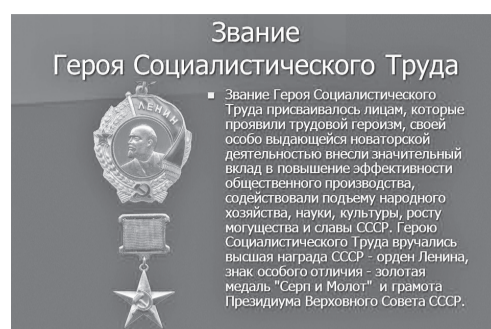 Звание
Героя Социалистического Труда
Звание Героя Социалистического
Труда присваивалось лицам, которые
проявили трудовой героизм, своей
особо выдающейся новаторской
деятельностью внесли значительный
вклад в повышение эффективности
общественного производства,
содействовали подъему народного
хозяйства, науки, культуры, росту
могущества и славы СССР. Герою
Социалистического Труда вручались
высшая награда СССР - орден Ленина,
знак особого отличия - золотая
медаль "Серп и Молот" и грамота
Президиума Верховного Совета СССР.
ЛЕНИН